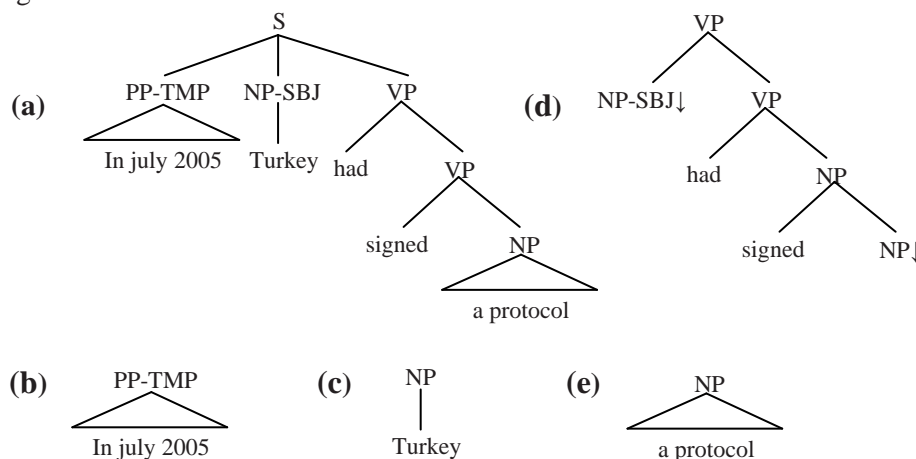 S
VP
(a)
PP-TMP
NP-SBJ
VP
(d)
NP-SBJ↓
VP
In july 2005
Turkey
had
VP
had
NP
signed
NP
signed
NP↓
a protocol
(b)
PP-TMP
(c)
NP
(e)
NP
In july 2005
Turkey
a protocol